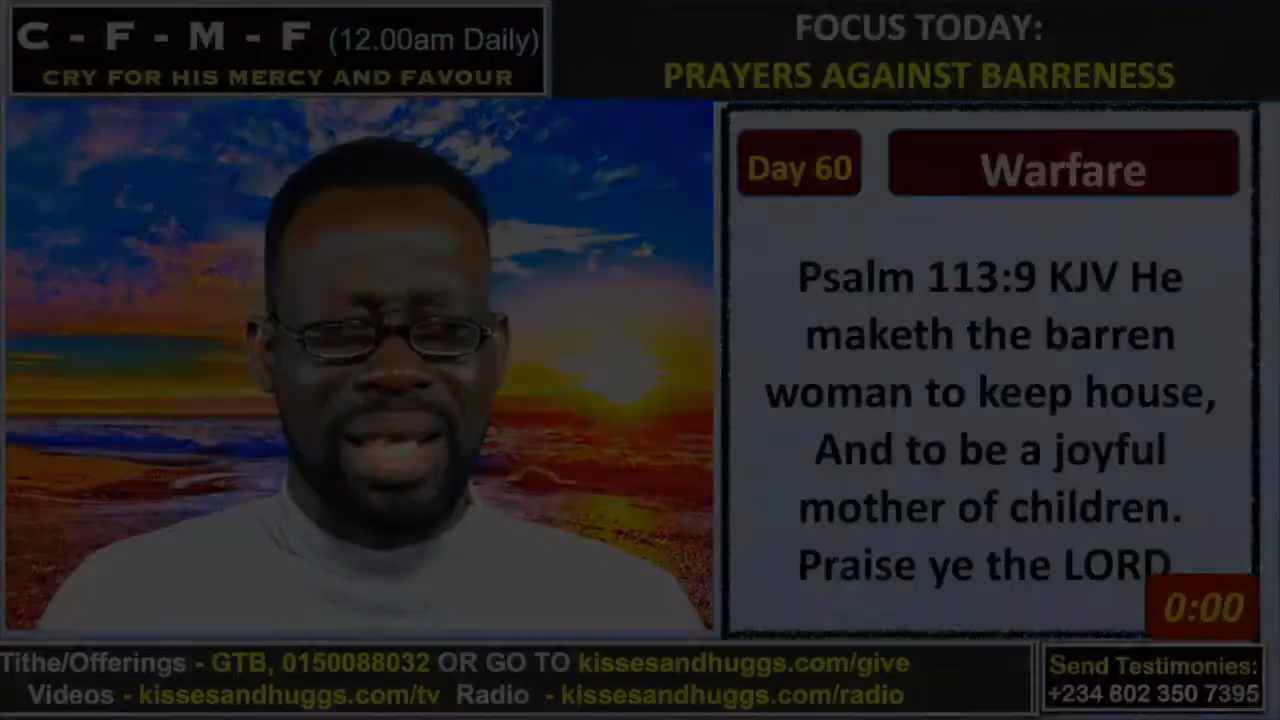 C - F - M - F (12.00am Daily)
CRY FOR HIS MERCY AND FAVOUR
FOCUS TODAY:
PRAYERS AGAINST BARRENESS
Day 60
Warfare
Psalm 113:9 KJV He
maketh the barren
woman to keep house,
And to be a joyful
mother of children.
Praise ye the LORD
0:00
Tithe/Offerings - GTB, 0150088032 OR GO TO kissesandhuggs.com/give
Videos - kissesandhuggs.com/tv Radio - kissesandhuggs.com/radio
Send Testimonies:
+234 802 350 7395